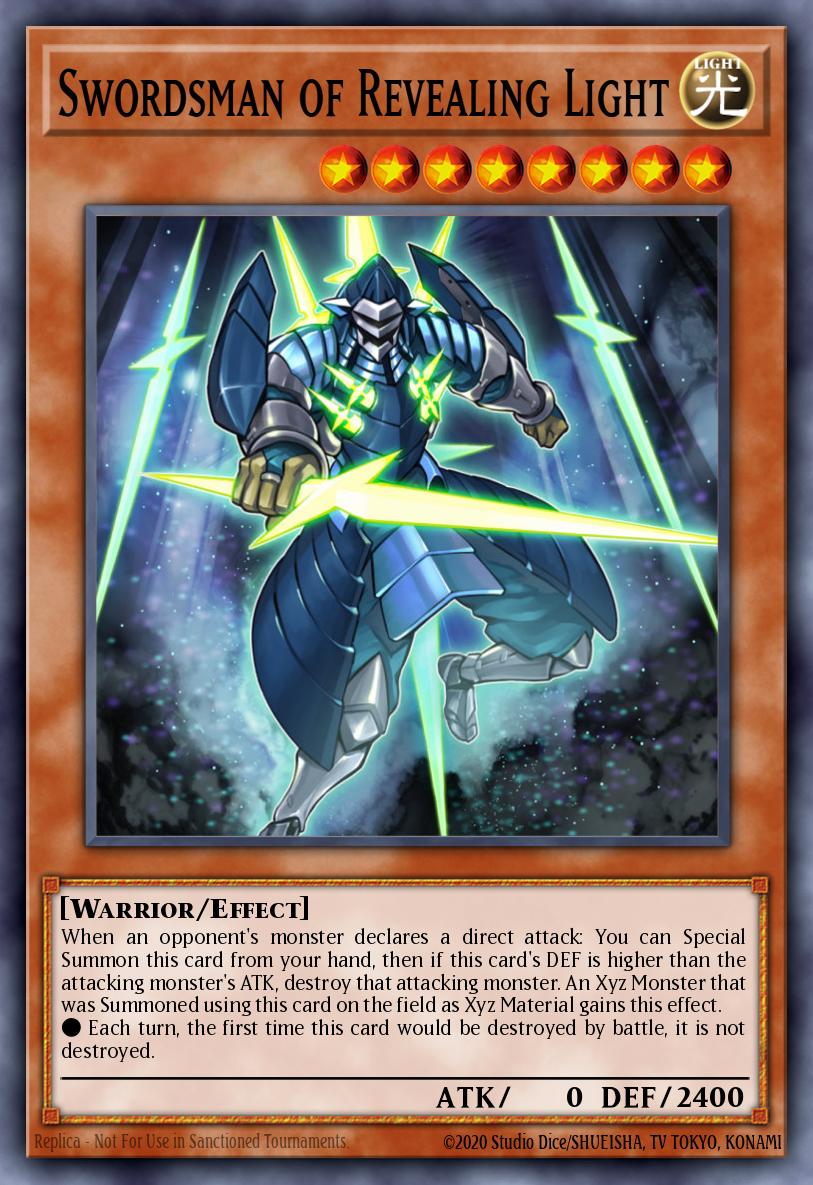 Swordsman of Revealing Light
LIGHT
光
[Warrior/Effect]
When an opponent's monster declares a direct attack: You can Special
Summon this card from your hand, then if this card's DEF is higher than the
attacking monster's ATK, destroy that attacking monster. An Xyz Monster that
was Summoned using this card on the field as Xyz Material gains this effect.
● Each turn, the first time this card would be destroyed by battle, it is not
destroyed.
ATK/ 0 DEF/2400
Replica - Not For Use in Sanctioned Tournaments.
©2020 Studio Dice/SHUEISHA, TV TOKYO, KONAMI